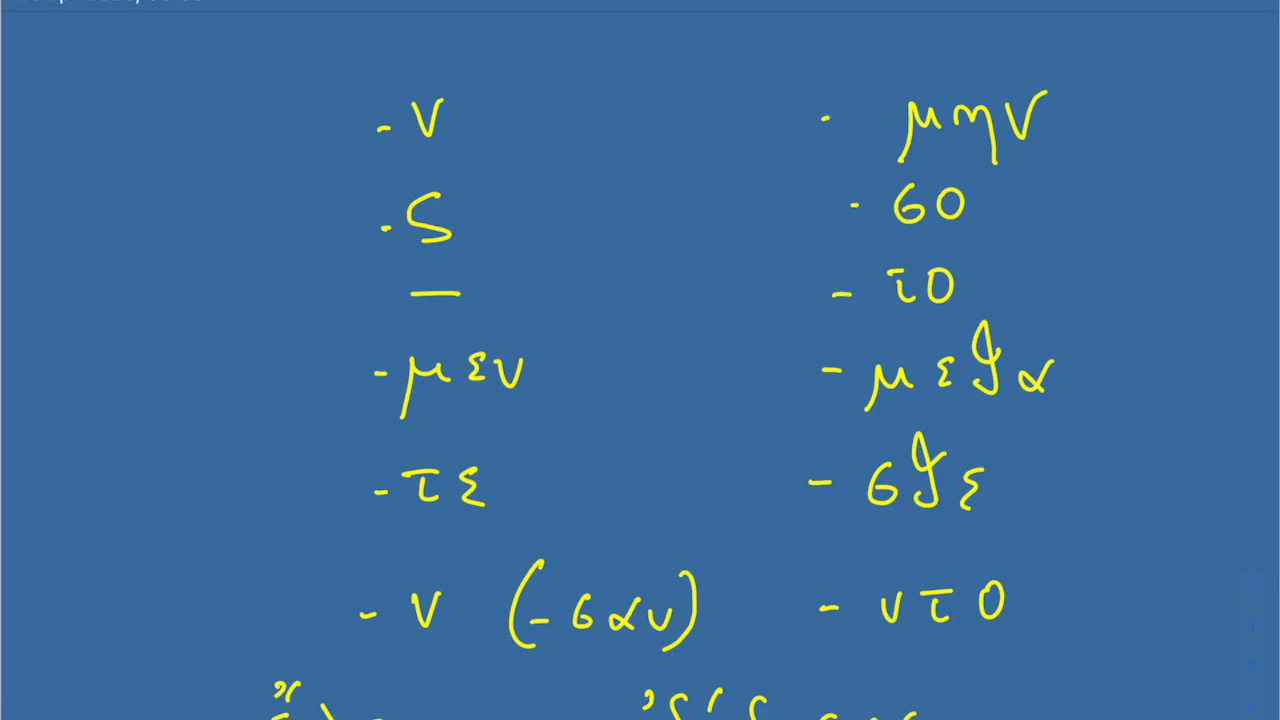 -ν - μην
-ς - σο
— - το
-μεν - μεϑα
-τε - σϑε
-ν (-σαν) - ντο